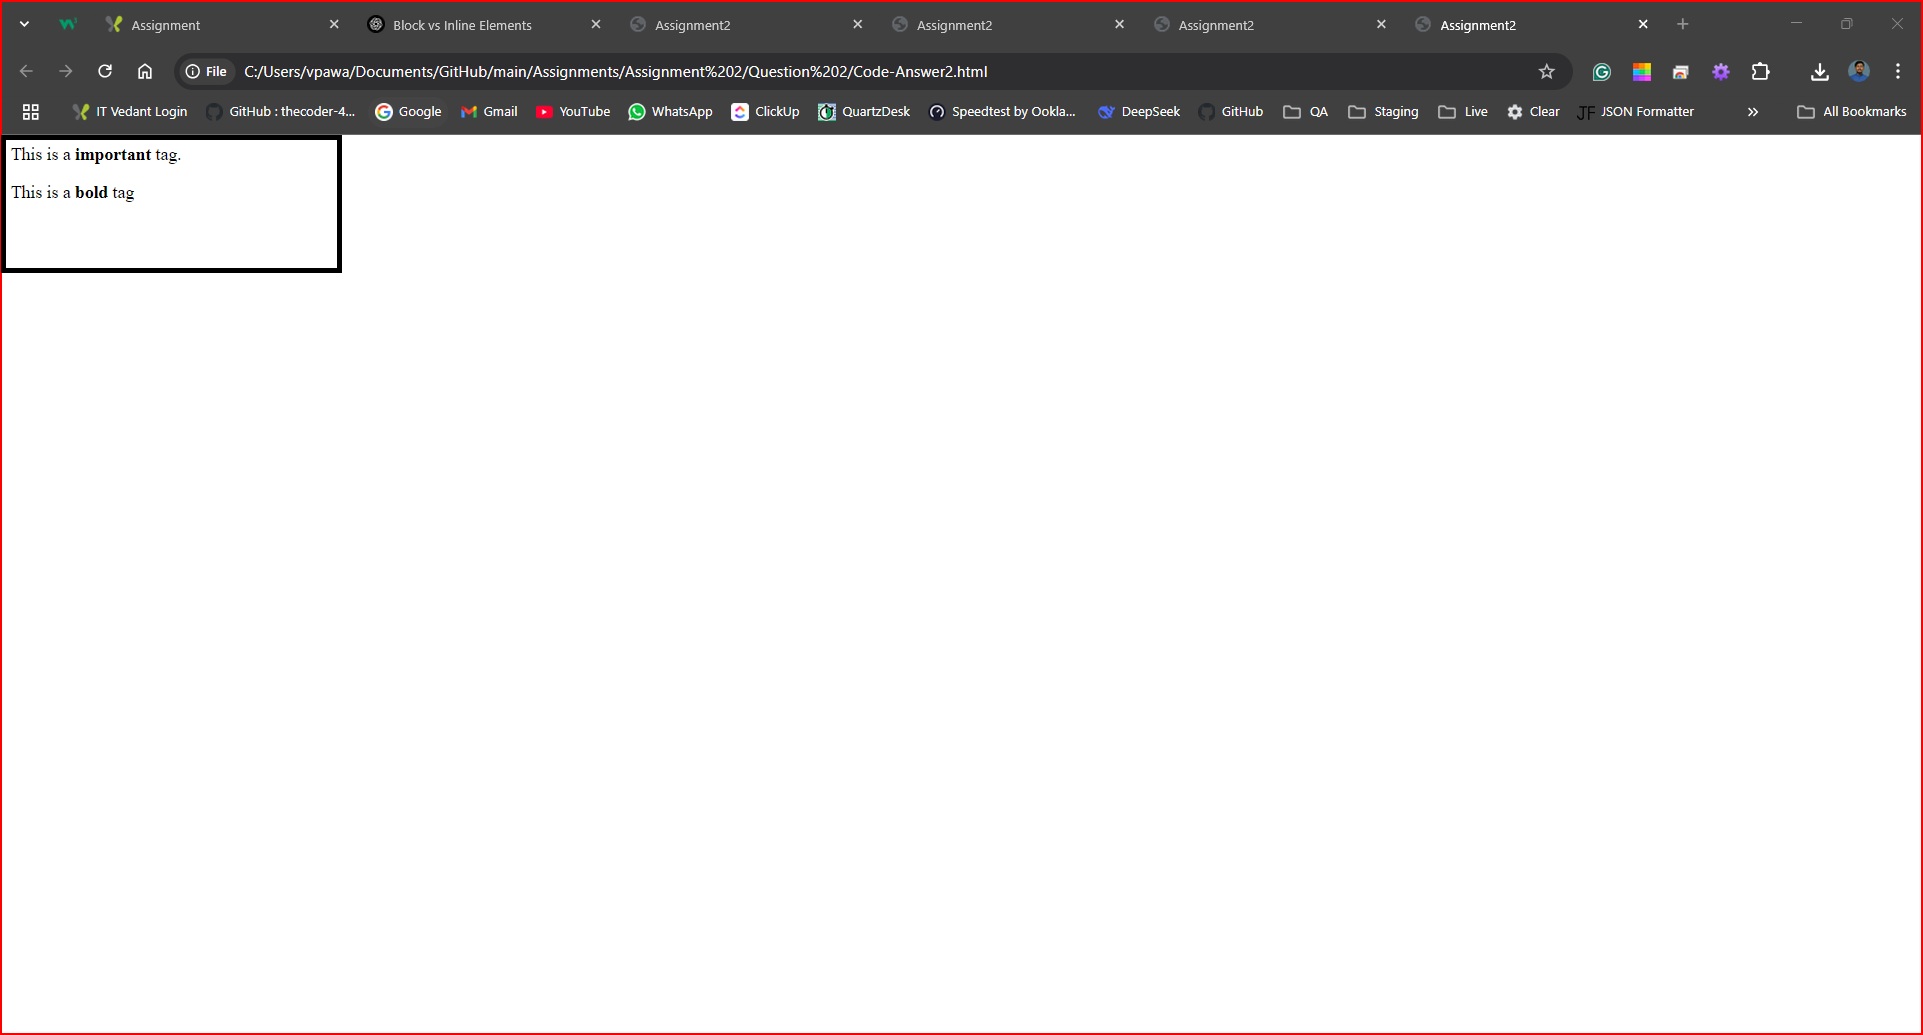 Assignment
Block vs Inline Elements
Assignment2
Assignment2
Assignment2
Assignment2
File C:/Users/vpawa/Documents/GitHub/main/Assignments/Assignment%202/Question%202/Code-Answer2.html
IT Vedant Login GitHub : thecoder-4... Google Gmail YouTube WhatsApp ClickUp QuartzDesk Speedtest by Ookla... DeepSeek GitHub QA Staging Live Clear JF JSON Formatter » All Bookmarks
This is a important tag.
This is a bold tag